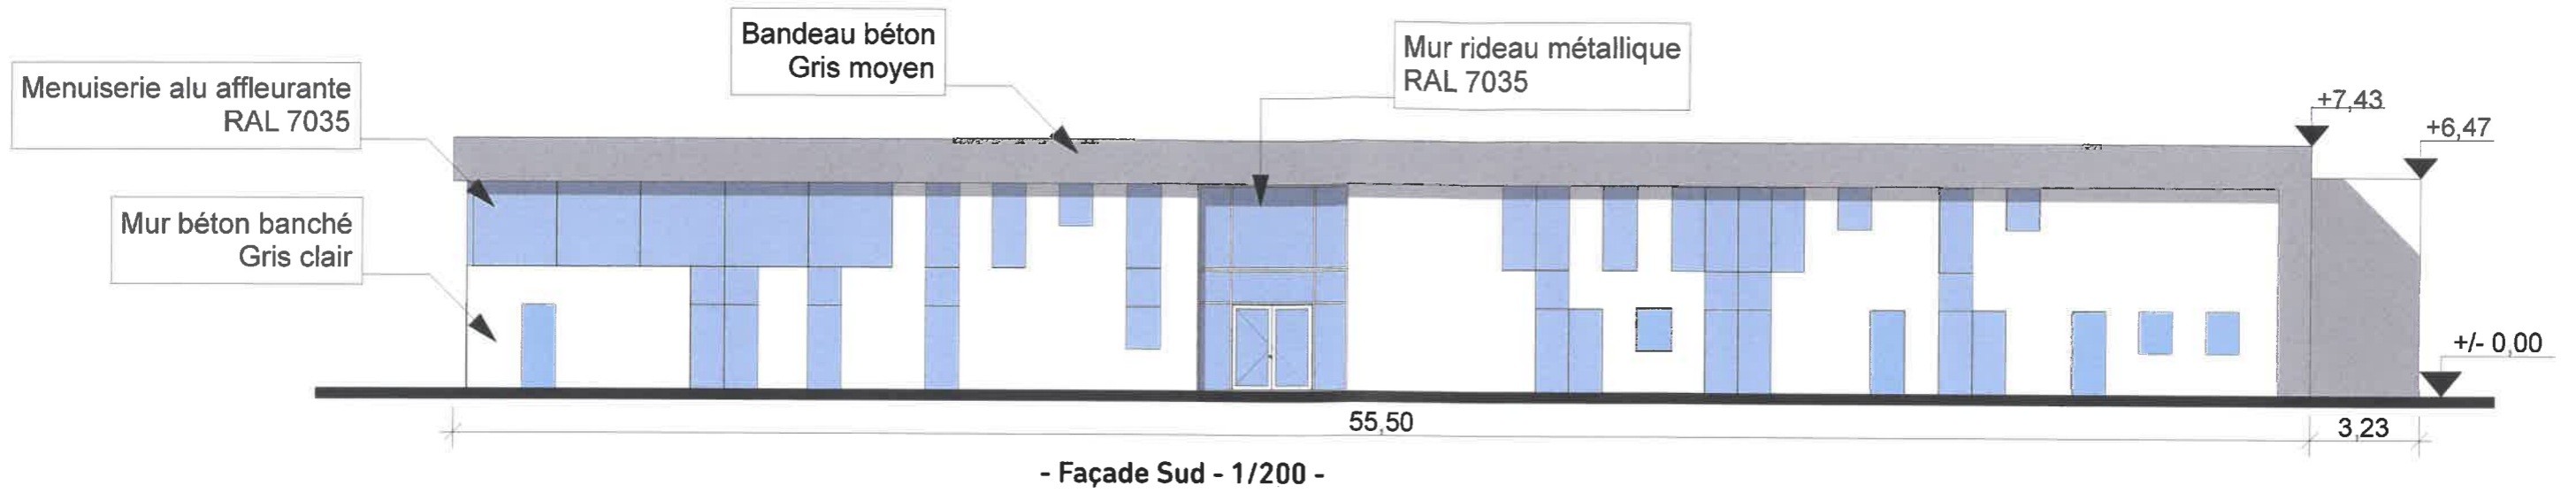 Bandeau béton
Gris moyen
Mur rideau métallique
RAL 7035
Menuiserie alu affleurante
RAL 7035
+7,43
+6,47
Mur béton banché
Gris clair
+/- 0,00
55,50
3,23
- Façade Sud - 1/200 -